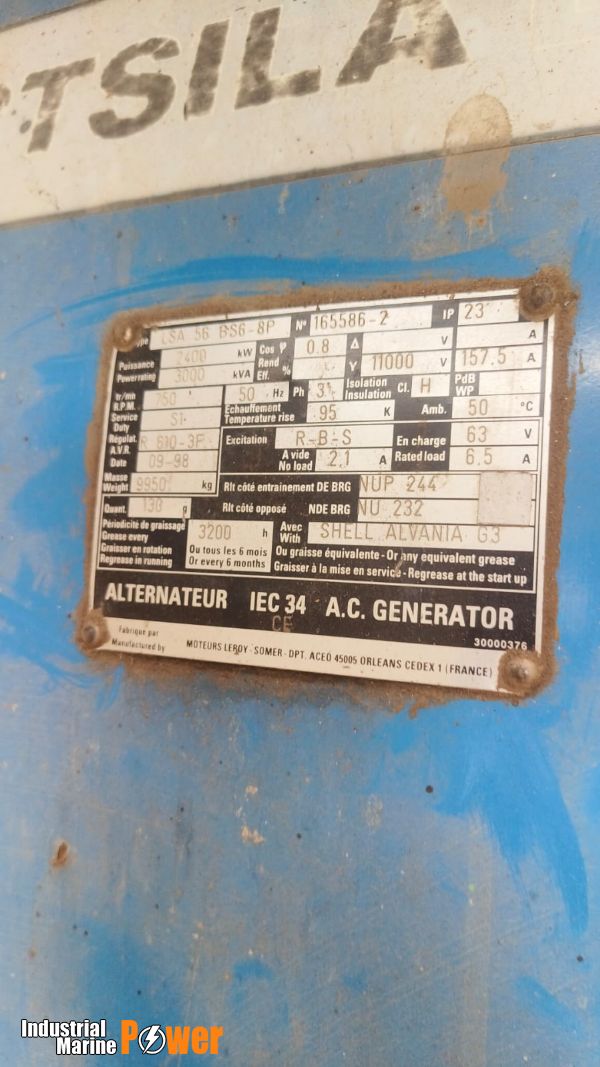 TSILA
LSA 56 BS6-8P N° 165586-2 IP 23
Puissance 2400 kW Cos φ 0.8 Δ V A
Powerrating 3000 kVA Rend Eff. % Y 11000 V 157.5 A
tr/min R.P.M. 750 50 Hz Ph 3 Isolation Insulation Cl. H PdB WP
Service Duty S1 Echauffement Temperature rise 95 K Amb. 50 °C
Régulat. A.V.R. R 610-3F Excitation R-B-S En charge 63 V
Date 09-98 A vide No load 2.1 A Rated load 6.5 A
Masse Weight 9950 kg Rlt côté entrainement DE BRG NUP 244
Quant. 130 g Rlt côté opposé NDE BRG NU 232
Périodicité de graissage
Grease every 3200 h Avec With SHELL ALVANIA G3
Graisser en rotation Ou tous les 6 mois Ou graisse équivalente - Or any equivalent grease
Regrease in running Or every 6 months Graisser à la mise en service - Regrease at the start up
ALTERNATEUR IEC 34 A.C. GENERATOR
CE
30000376
Fabrique par
Manufactured by MOTEURS LEROY-SOMER-DPT. ACEO 45005 ORLEANS CEDEX 1 (FRANCE)
Industrial
Marine Power